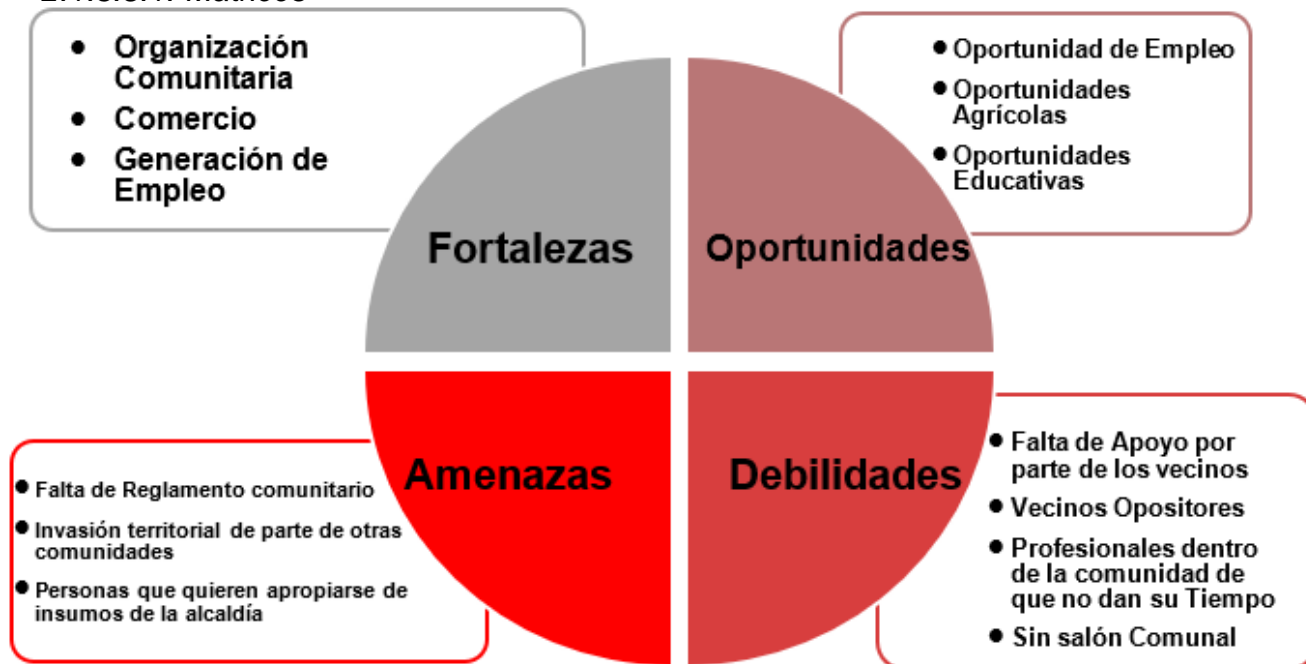 • Organización
Comunitaria
• Comercio
• Generación de
Empleo
• Oportunidad de Empleo
• Oportunidades
Agrícolas
• Oportunidades
Educativas
Fortalezas
Oportunidades
Amenazas
Debilidades
• Falta de Reglamento comunitario
• Invasión territorial de parte de otras
comunidades
• Personas que quieren apropiarse de
insumos de la alcaldía
• Falta de Apoyo por
parte de los vecinos
• Vecinos Opositores
• Profesionales dentro
de la comunidad de
que no dan su Tiempo
• Sin salón Comunal